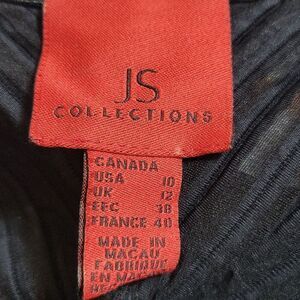 JS
COLLECTIONS
CANADA
USA 10
UK 12
EEC 38
FRANCE 40
MADE IN
MACAU
FABRIQUE
EN MACAU